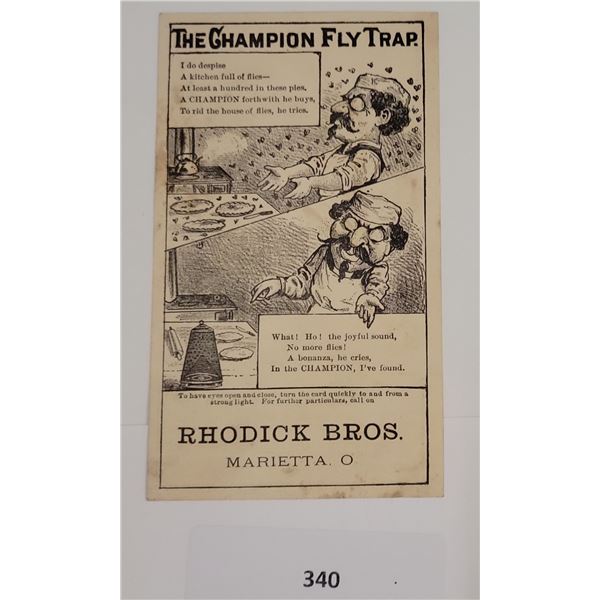 THE CHAMPION FLY TRAP.
I do despise
A kitchen full of flies—
At least a hundred in these pies,
A CHAMPION forthwith he buys,
To rid the house of flies, he tries.
What! Ho! the joyful sound,
No more flies!
A bonanza, he cries,
In the CHAMPION, I've found.
To have eyes open and close, turn the card quickly to and from a
strong light. For further particulars, call on
RHODICK BROS.
MARIETTA. O
340